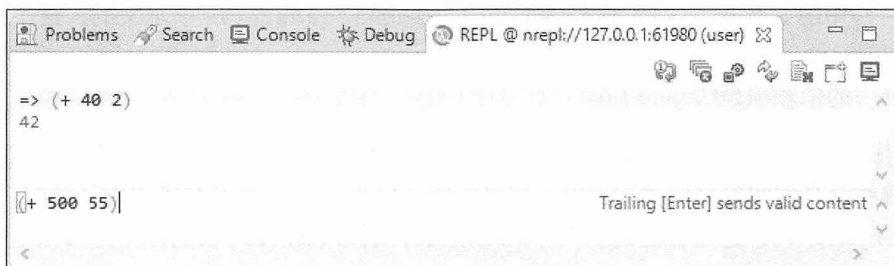 Problems Search Console Debug REPL @ nrepl://127.0.0.1:61980 (user)
=> (+ 40 2)
42
(+ 500 55) Trailing [Enter] sends valid content